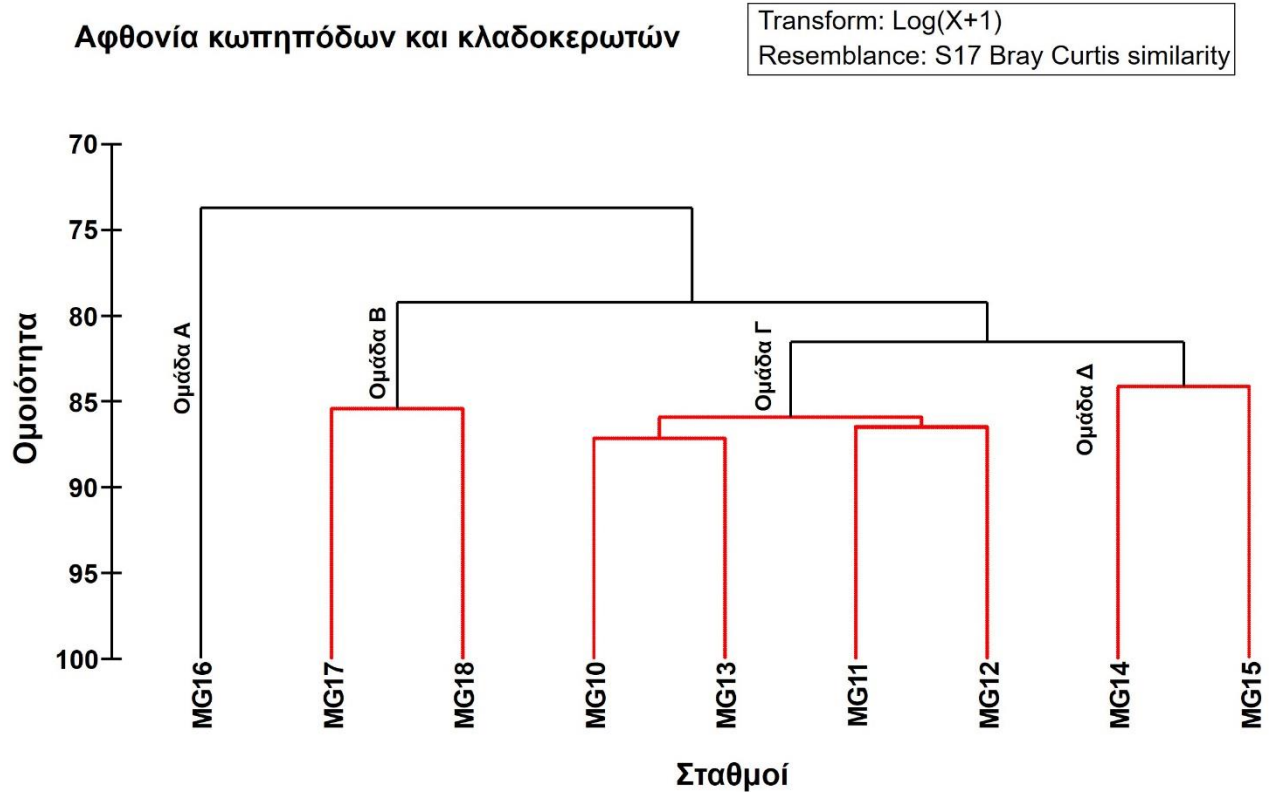 Αφθονία κωπηπόδων και κλαδοκερωτών
Transform: Log(X+1)
Resemblance: S17 Bray Curtis similarity
70
75
80
85
90
95
100
Ομοιότητα
Ομάδα Α
Ομάδα Β
Ομάδα Γ
Ομάδα Δ
MG16
MG17
MG18
MG10
MG13
MG11
MG12
MG14
MG15
Σταθμοί